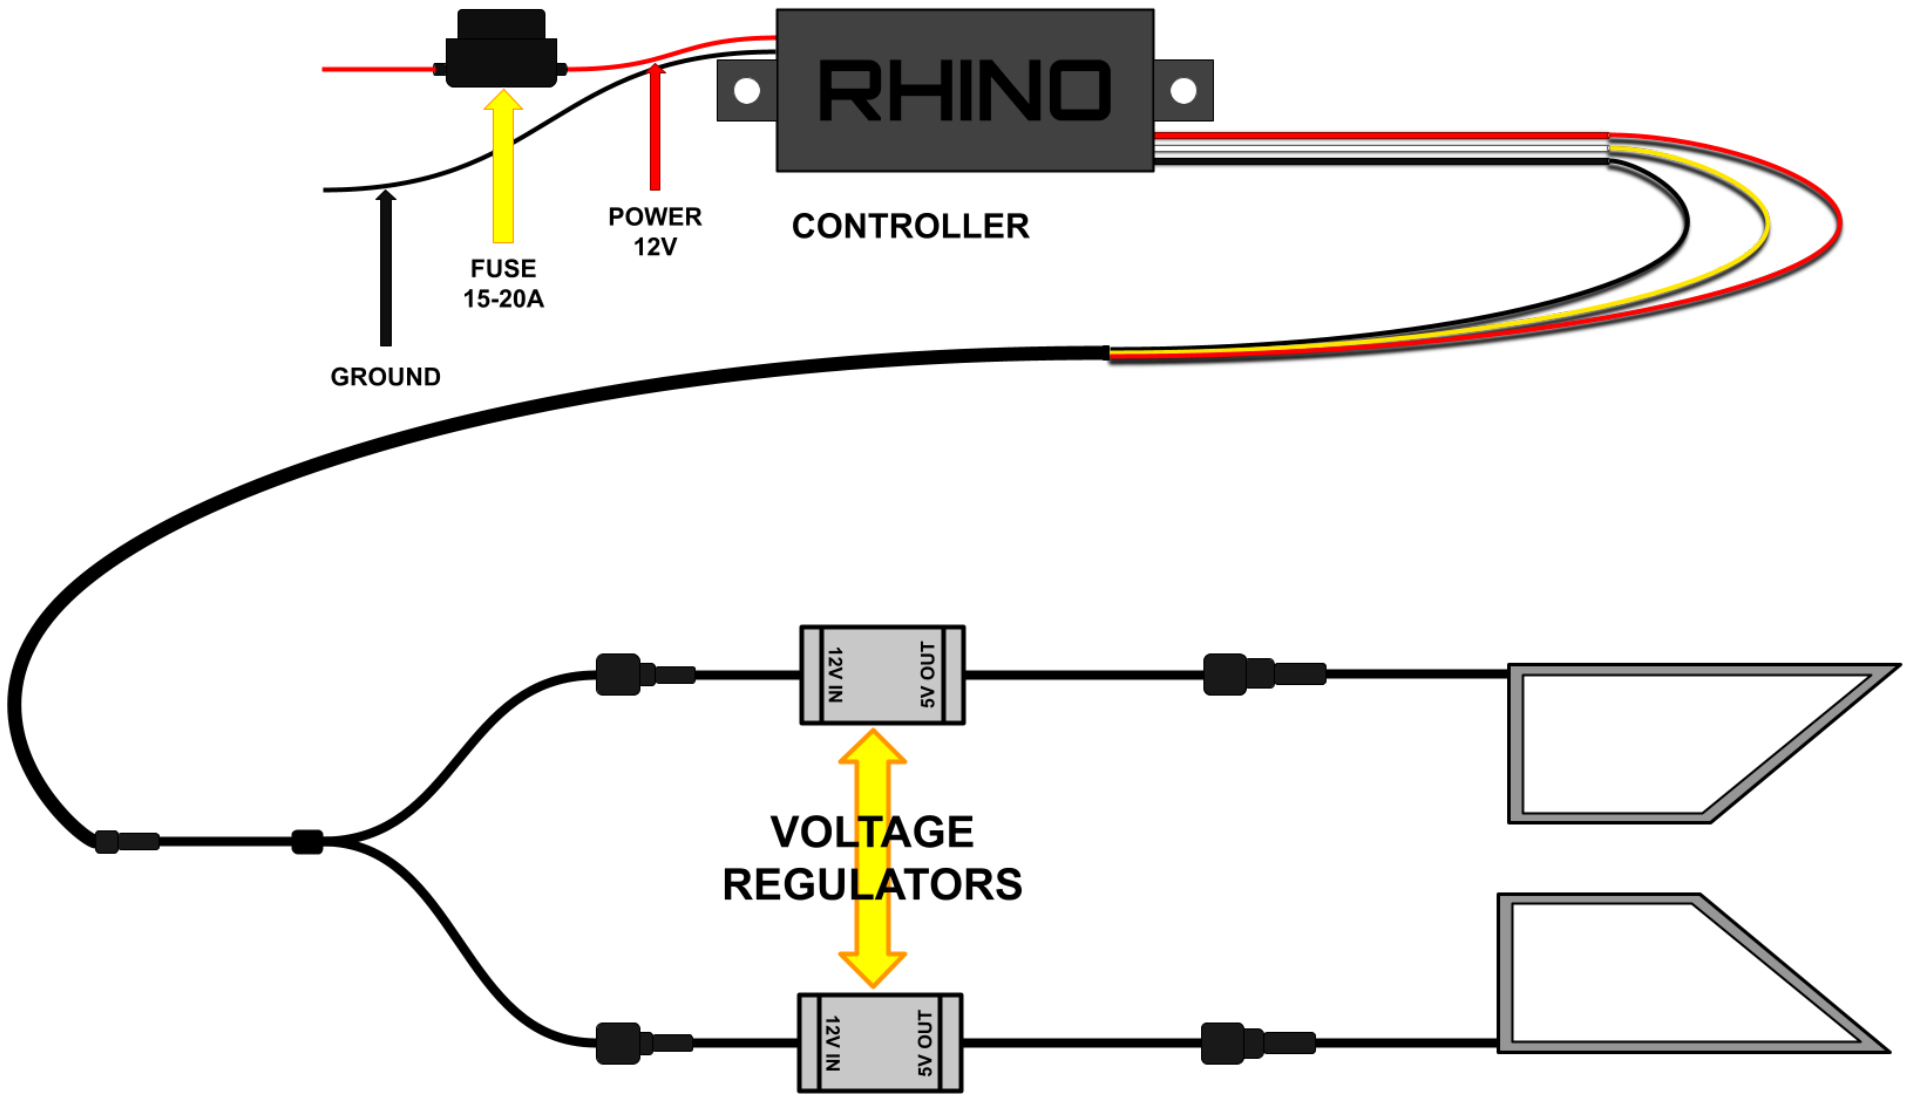 RHINO
POWER
12V
CONTROLLER
FUSE
15-20A
GROUND
12V IN
5V OUT
VOLTAGE
REGULATORS
12V IN
5V OUT